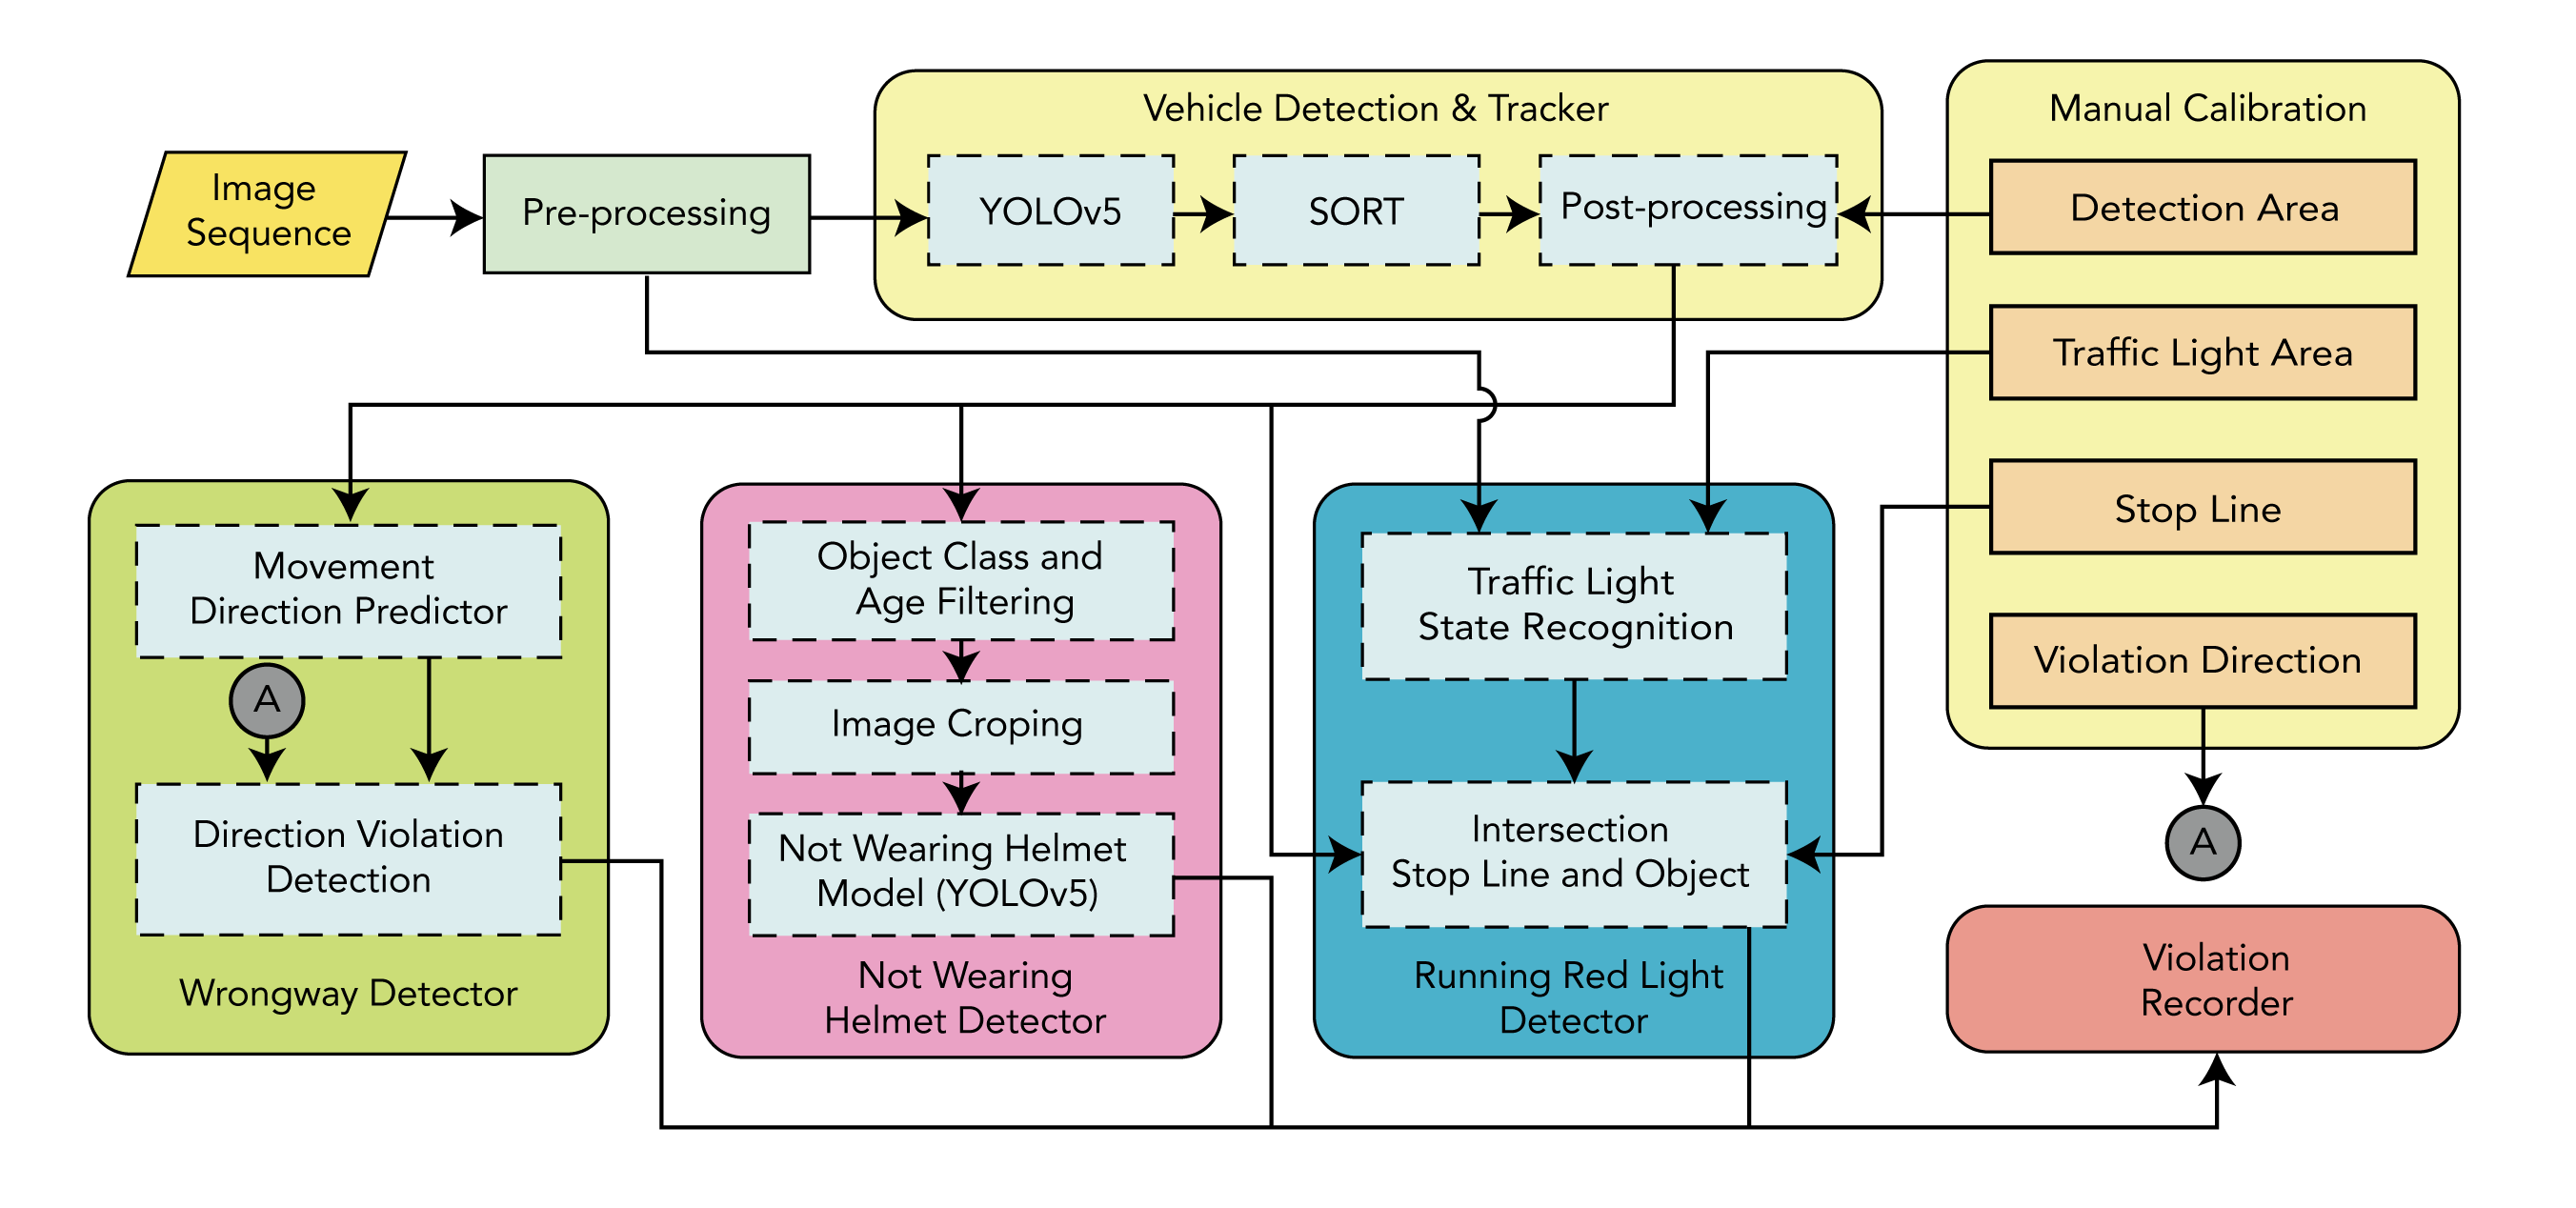 Image
Sequence
Pre-processing
Vehicle Detection & Tracker
YOLOv5
SORT
Post-processing
Manual Calibration
Detection Area
Traffic Light Area
Stop Line
Violation Direction
A
Movement
Direction Predictor
A
Direction Violation
Detection
Wrongway Detector
Object Class and
Age Filtering
Image Croping
Not Wearing Helmet
Model (YOLOv5)
Not Wearing
Helmet Detector
Traffic Light
State Recognition
Intersection
Stop Line and Object
Running Red Light
Detector
Violation
Recorder